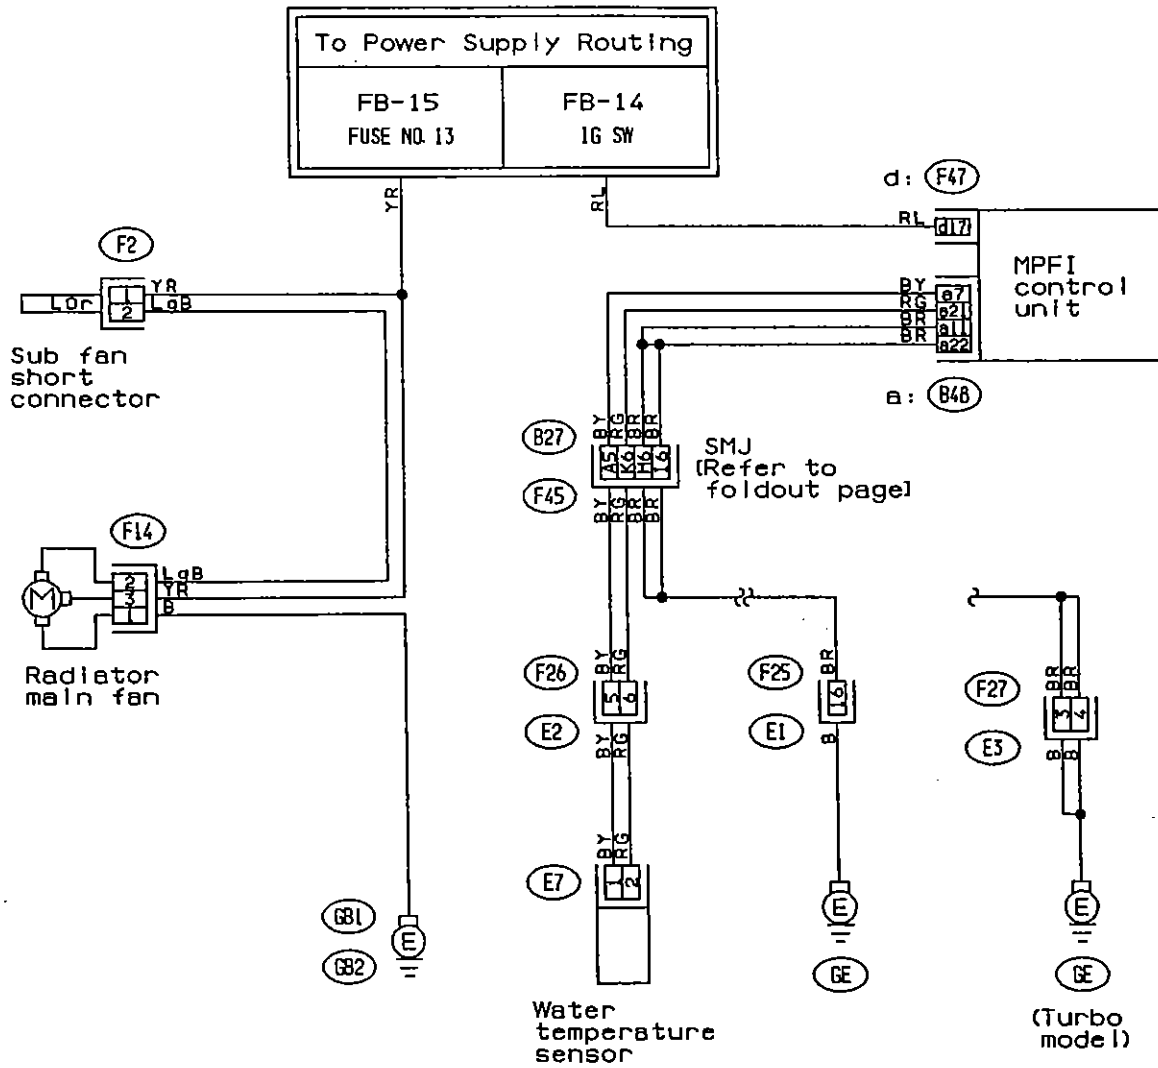 To Power Supply Routing
FB-15
FUSE NO. 13
FB-14
IG SW
YR
RL
d: F47
RL
d17
MPFI
control
unit
F2
YR
1
LOr
LgB
2
Sub fan
short
connector
BY
a7
RG
a21
BR
a11
BR
a22
a: B48
BY
RG
BR
BR
B27
A5
K6
H6
I6
SMJ
[Refer to
foldout page]
F45
BY
RG
BR
BR
F14
LgB
2
YR
3
B
1
M
Radiator
main fan
F26
BY
RG
5
6
E2
BY
RG
F25
BR
16
E1
B
F27
BR
BR
3
4
E3
B
B
BY
RG
E7
1
2
GB1
E
GB2
E
GE
E
GE
Water
temperature
sensor
(Turbo
model)